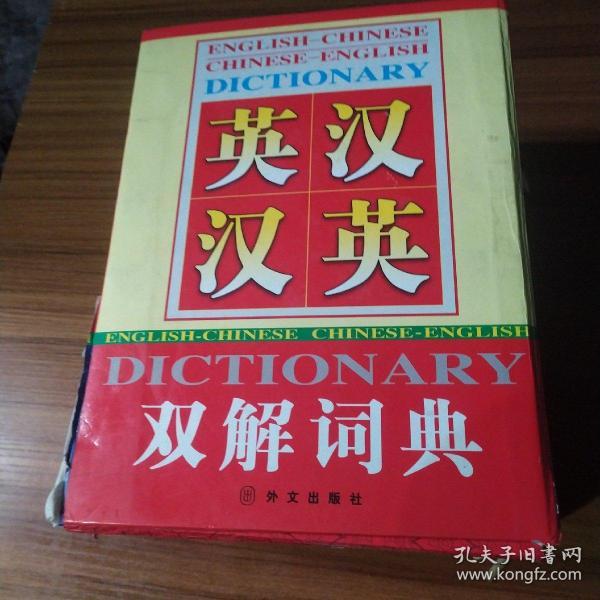 ENGLISH-CHINESE
CHINESE-ENGLISH
DICTIONARY
英汉
汉英
ENGLISH-CHINESE CHINESE-ENGLISH
DICTIONARY
双解词典
外文出版社
孔夫子旧书网
www.kongfz.com